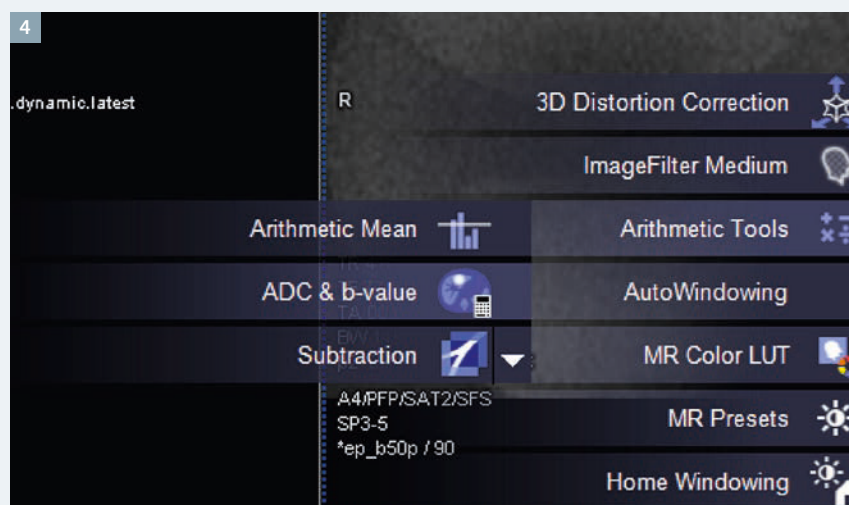 4
.dynamic.latest
R
3D Distortion Correction
ImageFilter Medium
Arithmetic Mean
Arithmetic Tools
ADC & b-value
AutoWindowing
Subtraction
MR Color LUT
A4/PFP/SAT2/SFS
SP3-5
*ep_b50p / 90
MR Presets
Home Windowing